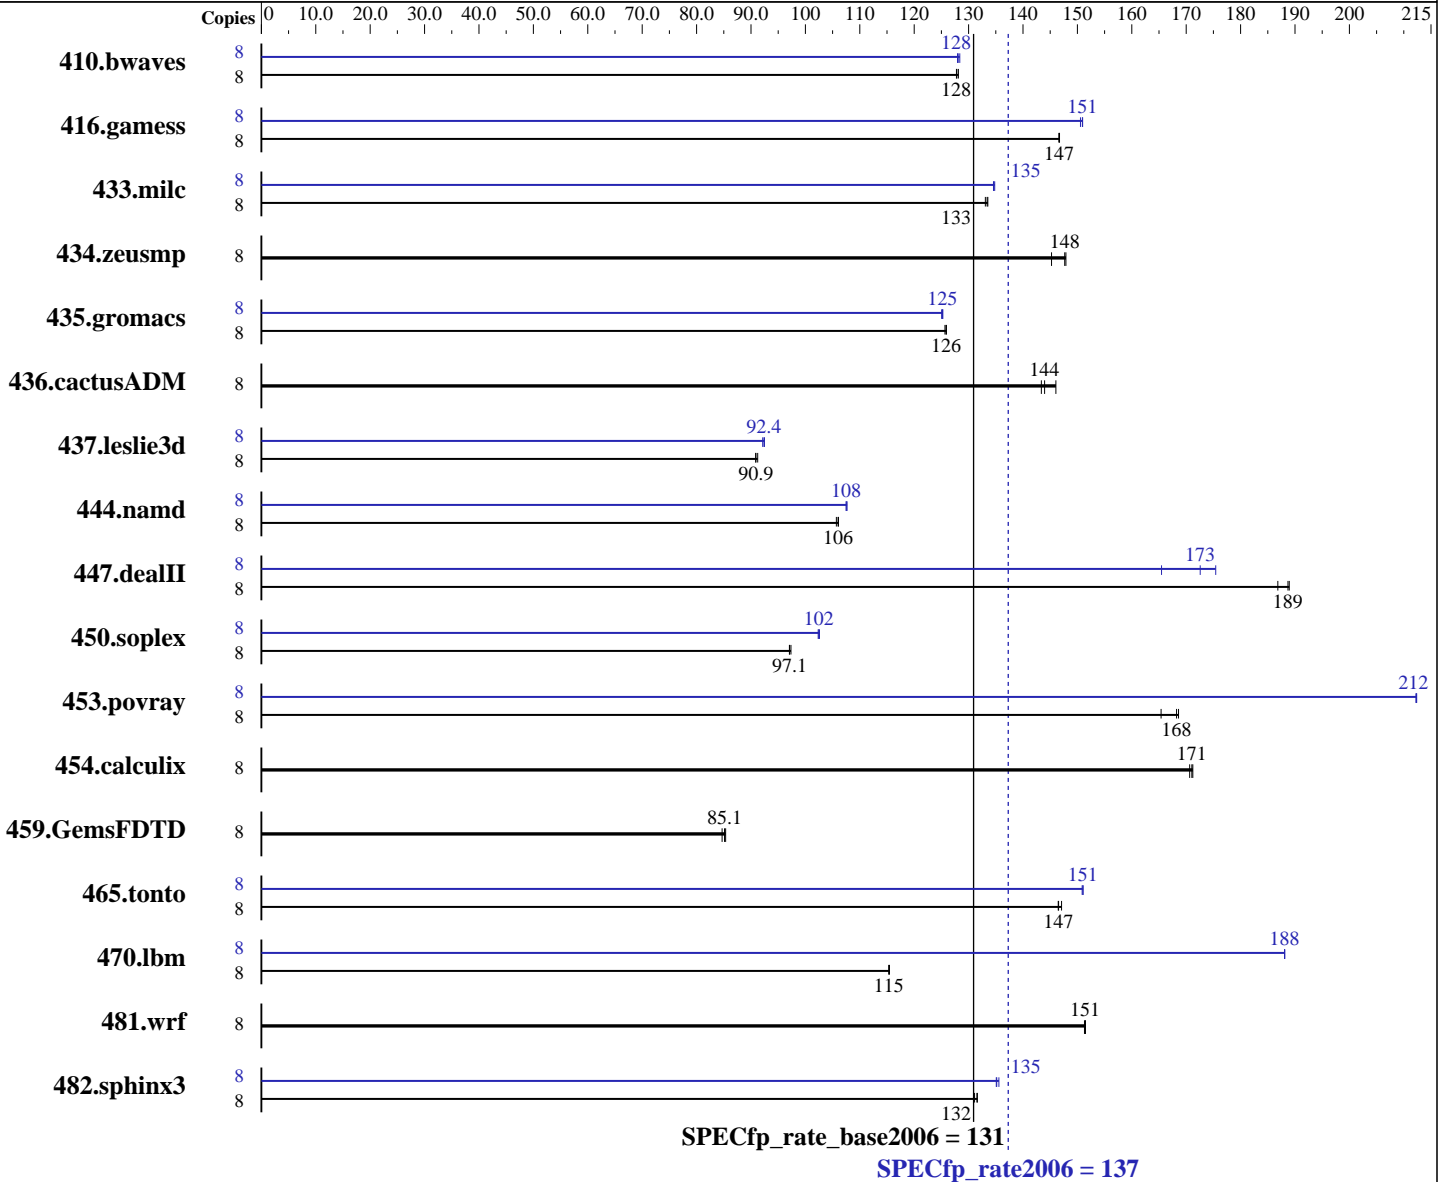 Copies 0 10.0 20.0 30.0 40.0 50.0 60.0 70.0 80.0 90.0 100 110 120 130 140 150 160 170 180 190 200 215
410.bwaves 8 128
8 128
416.gamess 8 151
8 147
433.milc 8 135
8 133
434.zeusmp 8 148
435.gromacs 8 125
8 126
436.cactusADM 8 144
437.leslie3d 8 92.4
8 90.9
444.namd 8 108
8 106
447.dealII 8 173
8 189
450.soplex 8 102
8 97.1
453.povray 8 212
8 168
454.calculix 8 171
459.GemsFDTD 8 85.1
465.tonto 8 151
8 147
470.lbm 8 188
8 115
481.wrf 8 151
482.sphinx3 8 135
8 132
SPECfp_rate_base2006 = 131
SPECfp_rate2006 = 137